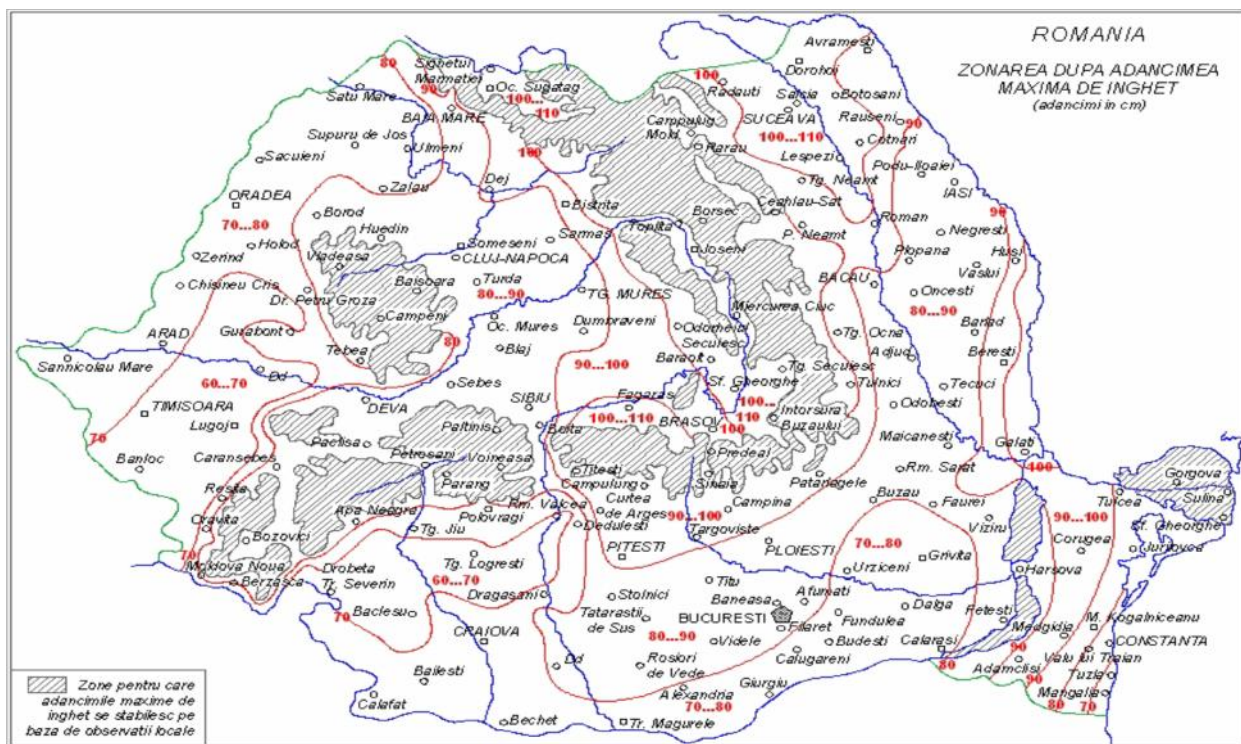 ROMANIA
ZONAREA DUPA ADANCIMEA
MAXIMA DE INGHET
(adancimi in cm)
Avramesti
Dorohoi
80
Sighetul
Marmatiei
90
Oc. Sugatag
100...
110
100
Radauti
Salcia
Botosani
Satu Mare
BAIA MARE
SUCEAVA
100...110
Rauseni
90
Campulug
Mold.
Rarau
Cotnari
Supuru de Jos
Ulmeni
100
Lespezi
Podu-Iloaiei
Sacuieni
IASI
Zalau
Dej
Tg. Neamt
ORADEA
Bistrita
Ceahlau-Sat
Borod
Borsec
Roman
90
70...80
Toplita
P. Neamt
Negresti
Huedin
Sarmas
Holod
Someseni
Joseni
Plopana
Husi
Zerind
Vladeasa
CLUJ-NAPOCA
Vaslui
Chisineu Cris
Turda
BACAU
Dr. Petru Groza
Baisoara
80...90
TG. MURES
Oncesti
Miercurea Ciuc
80...90
Campeni
Gurabont
Oc. Mures
Dumbraveni
Odorheiul
Secuiesc
Tg. Ocna
Barlad
ARAD
80
Blaj
Adjud
Beresti
Sannicolau Mare
Tebea
90...100
Baraolt
Tg. Saculesc
Dd
Sebes
Sf. Gheorghe
Tulnici
Tecuci
60...70
Fagaras
100...
110
TIMISOARA
DEVA
SIBIU
100...110
Intorsura
Buzaului
Odobesti
Lugoj
Boita
BRASOV
100
70
Paclisa
Paltinis
Maicanesti
Galati
Banloc
Caransebes
Petrosani
Voineasa
Predeal
100
Titesti
Rm. Sarat
Gorgova
Resita
Parang
Campulung
Sinaia
Patarlagele
Tulcea
Sulina
Rm. Valcea
Curtea
de Arges
Campina
Buzau
Faurei
Oravita
Apa Neagra
Polovragi
90...100
90...100
Sf. Gheorghe
Bozovici
Tg. Jiu
Dedulesti
Targoviste
Viziru
Corugea
Jurilovca
70
Moldova Noua
Drobeta
Tr. Severin
PITESTI
PLOIESTI
70...80
Grivita
Berzasca
Tg. Logresti
Urziceni
Harsova
60...70
Titu
Dragasani
Stolnici
Baneasa
Afumati
Dalga
Baclesu
Tatarastii
de Sus
BUCURESTI
Fetesti
M. Kogalniceanu
70
Filaret
Fundulea
Medgidia
CRAIOVA
80...90
Videle
Budesti
Calarasi
CONSTANTA
90
Valu lui Traian
Dd
Rosiori
de Vede
Calugareni
80
Adamclisi
Bailesti
90
Tuzla
Calafat
Alexandria
Giurgiu
Mangalia
70...80
80
70
Bechet
Tr. Magurele
Zone pentru care
adancimile maxime de
inghet se stabilesc pe
baza de observatii locale